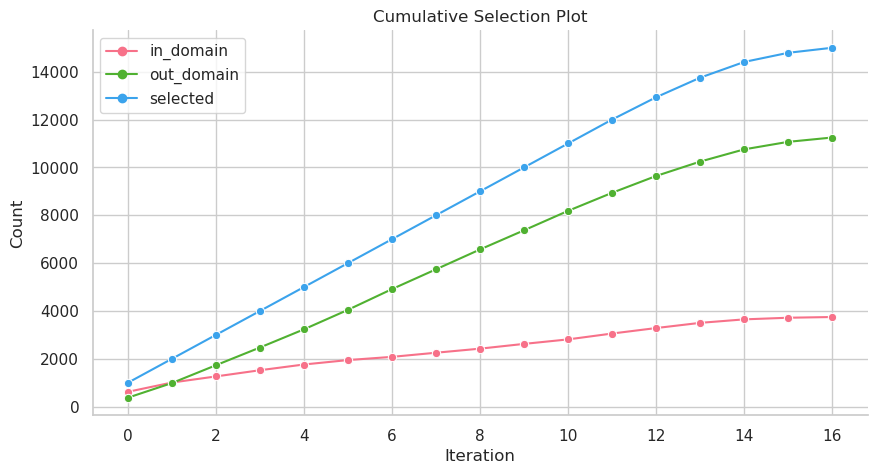 Cumulative Selection Plot
in_domain
out_domain
selected
14000
12000
10000
8000
6000
4000
2000
0
Count
0 2 4 6 8 10 12 14 16
Iteration